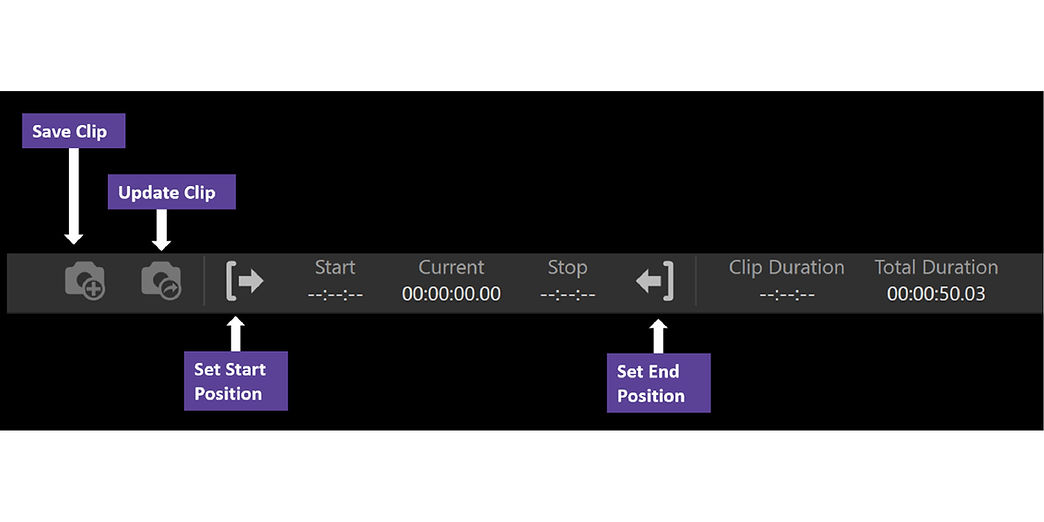 Save Clip
Update Clip
Start Current Stop Clip Duration Total Duration
--:--:-- 00:00:00.00 --:--:-- --:--:-- 00:00:50.03
Set Start
Position
Set End
Position